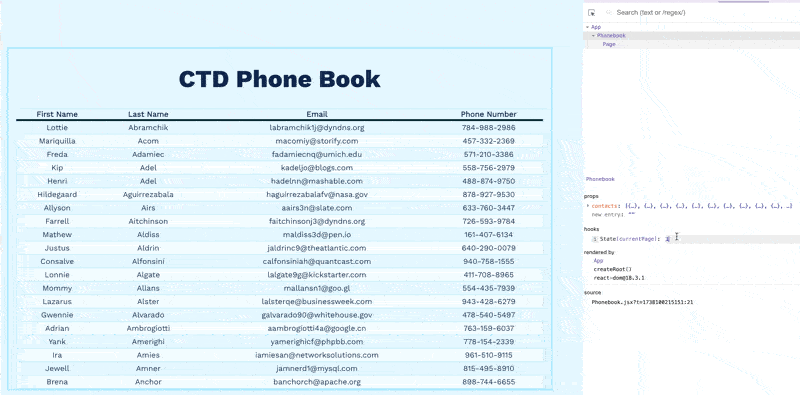 CTD Phone Book
First Name Last Name Email Phone Number
Lottie Abramchik labramchik1j@dyndns.org 784-988-2986
Mariquilla Acom macomiy@storify.com 457-332-2369
Freda Adamiec fadamiecnq@umich.edu 571-210-3386
Kip Adel kadeljo@blogs.com 558-756-2979
Henri Adel hadelnn@mashable.com 488-874-9750
Hildegaard Aguirrezabala haguirrezabalafv@nasa.gov 878-927-9530
Allyson Airs aairs3n@slate.com 633-760-3447
Farrell Aitchinson faitchinsonj3@dyndns.org 726-593-9784
Mathew Aldiss maldiss3d@pen.io 161-407-6134
Justus Aldrin jaldrinc9@theatlantic.com 640-290-0079
Consalve Alfonsini calfonsiniah@quantcast.com 940-758-1555
Lonnie Algate lalgate9g@kickstarter.com 411-708-8965
Mommy Allans mallansn1@goo.gl 554-435-7939
Lazarus Alster lalsterqe@businessweek.com 943-428-6279
Gwennie Alvarado galvarado90@whitehouse.gov 478-540-5497
Adrian Ambrogiotti aambrogiotti4a@google.cn 763-159-6037
Yank Amerighi yamerighicf@phpbb.com 778-154-2339
Ira Amies iamiesan@networksolutions.com 961-510-9115
Jewell Amner jamnerd1@mysql.com 815-495-8910
Brena Anchor banchorch@apache.org 898-744-6655
Search (text or /regex/)
App
Phonebook
Page
Phonebook
props
contacts: [{…}, {…}, {…}, {…}, {…}, {…}, {…}, {…}, {…}, {…}, …]
new entry: ""
hooks
1 State(currentPage): 1
rendered by
App
createRoot()
react-dom@18.3.1
source
Phonebook.jsx?t=1738100215151:21